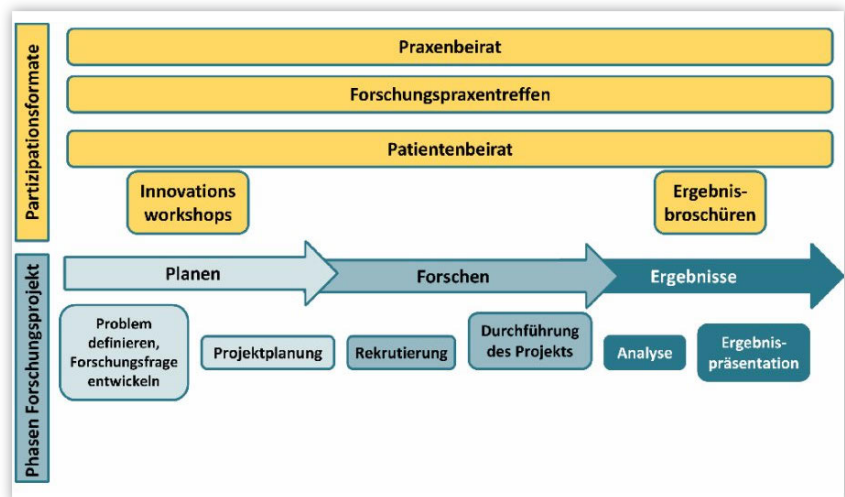 Partizipationsformate
Praxenbeirat
Forschungspraxentreffen
Patientenbeirat
Innovations
workshops
Ergebnis-
broschüren
Phasen Forschungsprojekt
Planen
Forschen
Ergebnisse
Problem
definieren,
Forschungsfrage
entwickeln
Projektplanung
Rekrutierung
Durchführung
des Projekts
Analyse
Ergebnis-
präsentation